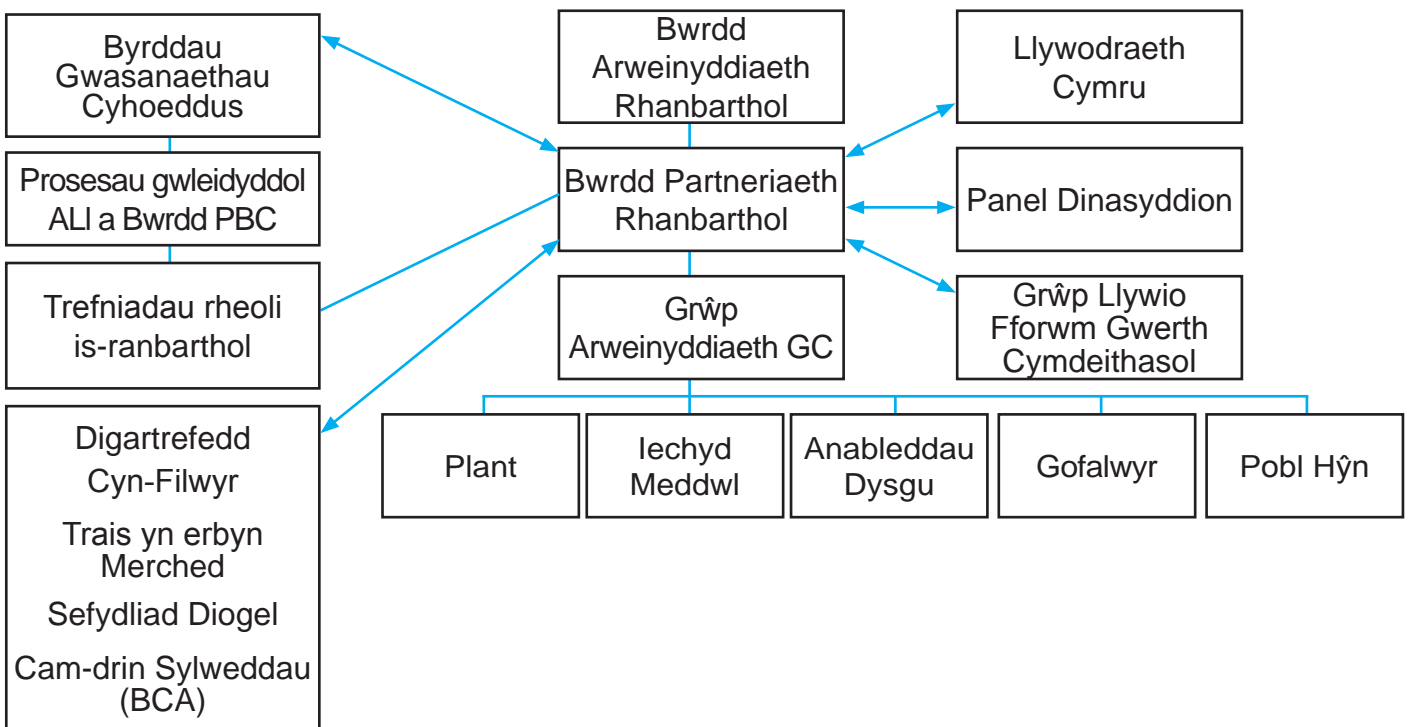 Byrddau
Gwasanaethau
Cyhoeddus
Prosesau gwleidyddol
ALl a Bwrdd PBC
Trefniadau rheoli
is-ranbarthol
Digartrefedd
Cyn-Filwyr
Trais yn erbyn
Merched
Sefydliad Diogel
Cam-drin Sylweddau
(BCA)
Bwrdd
Arweinyddiaeth
Rhanbarthol
Bwrdd Partneriaeth
Rhanbarthol
Grŵp
Arweinyddiaeth GC
Llywodraeth
Cymru
Panel Dinasyddion
Grŵp Llywio
Fforwm Gwerth
Cymdeithasol
Plant
Iechyd
Meddwl
Anableddau
Dysgu
Gofalwyr
Pobl Hŷn